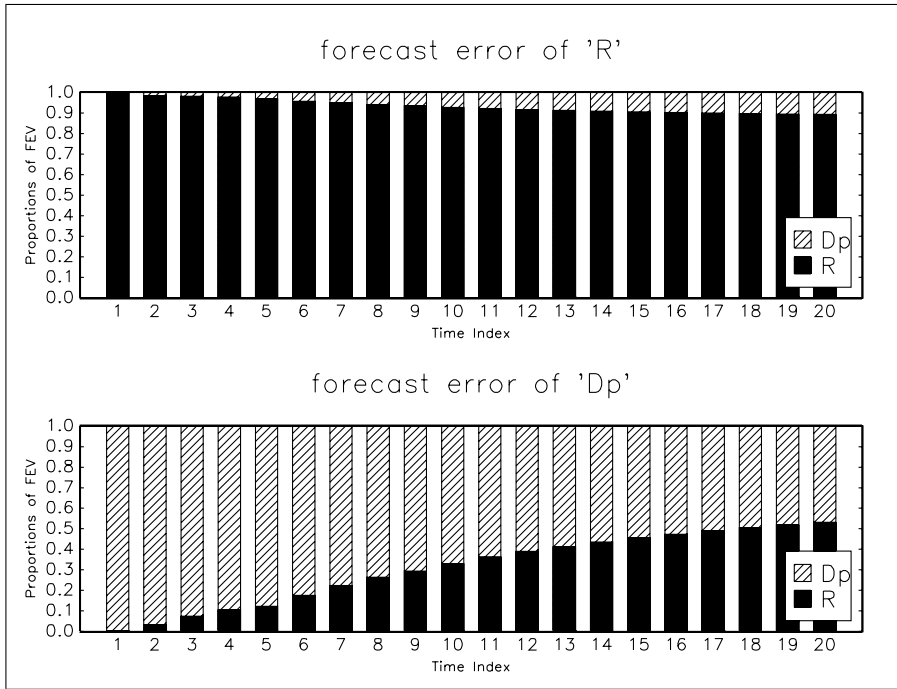 forecast error of 'R'
Proportions of FEV
1.0
0.9
0.8
0.7
0.6
0.5
0.4
0.3
0.2
0.1
0.0
Dp
R
1 2 3 4 5 6 7 8 9 10 11 12 13 14 15 16 17 18 19 20
Time Index
forecast error of 'Dp'
Proportions of FEV
1.0
0.9
0.8
0.7
0.6
0.5
0.4
0.3
0.2
0.1
0.0
Dp
R
1 2 3 4 5 6 7 8 9 10 11 12 13 14 15 16 17 18 19 20
Time Index